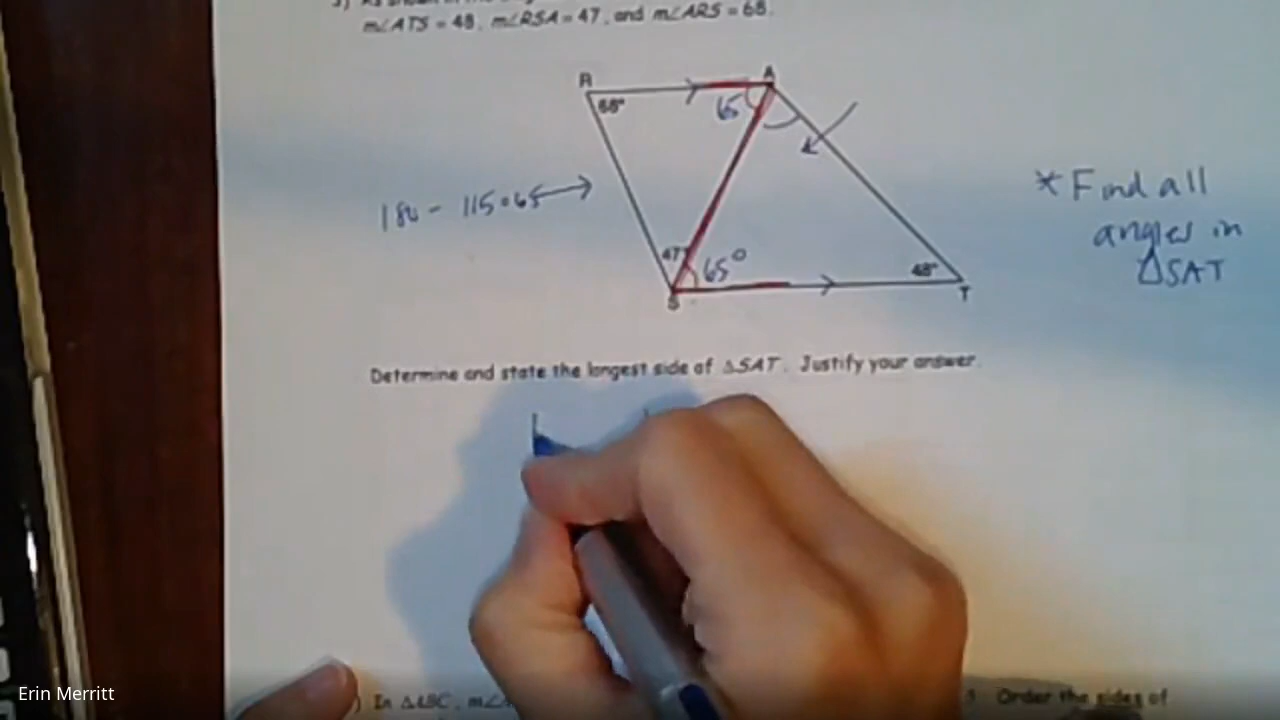 m∠ATS = 48, m∠RSA = 47, and m∠ARS = 68.
R
A
68°
65
180 - 115 = 65
47°
65°
48°
S
T
* Find all
angles in
△SAT
Determine and state the longest side of △SAT. Justify your answer.
) In △ABC, m∠
Order the sides of
Erin Merritt